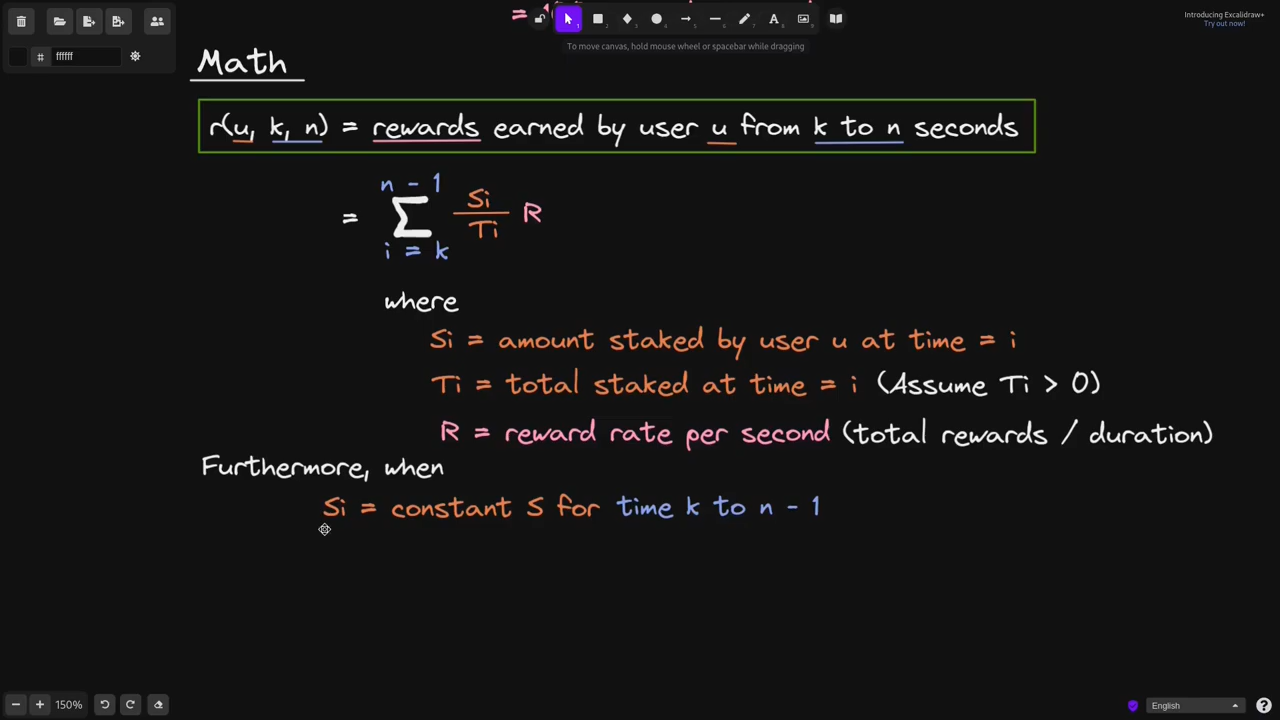 Introducing Excalidraw+
Try out now!
# ffffff
To move canvas, hold mouse wheel or spacebar while dragging
Math
r(u, k, n) = rewards earned by user u from k to n seconds
n - 1
= Σ Si / Ti R
i = k
where
Si = amount staked by user u at time = i
Ti = total staked at time = i (Assume Ti > 0)
R = reward rate per second (total rewards / duration)
Furthermore, when
Si = constant S for time k to n - 1
150%
English